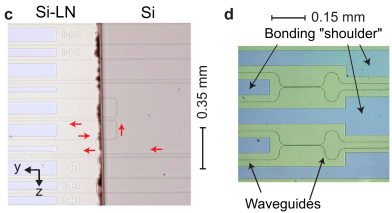 c
Si-LN
Si
y
z
0.35 mm
d
0.15 mm
Bonding "shoulder"
Waveguides